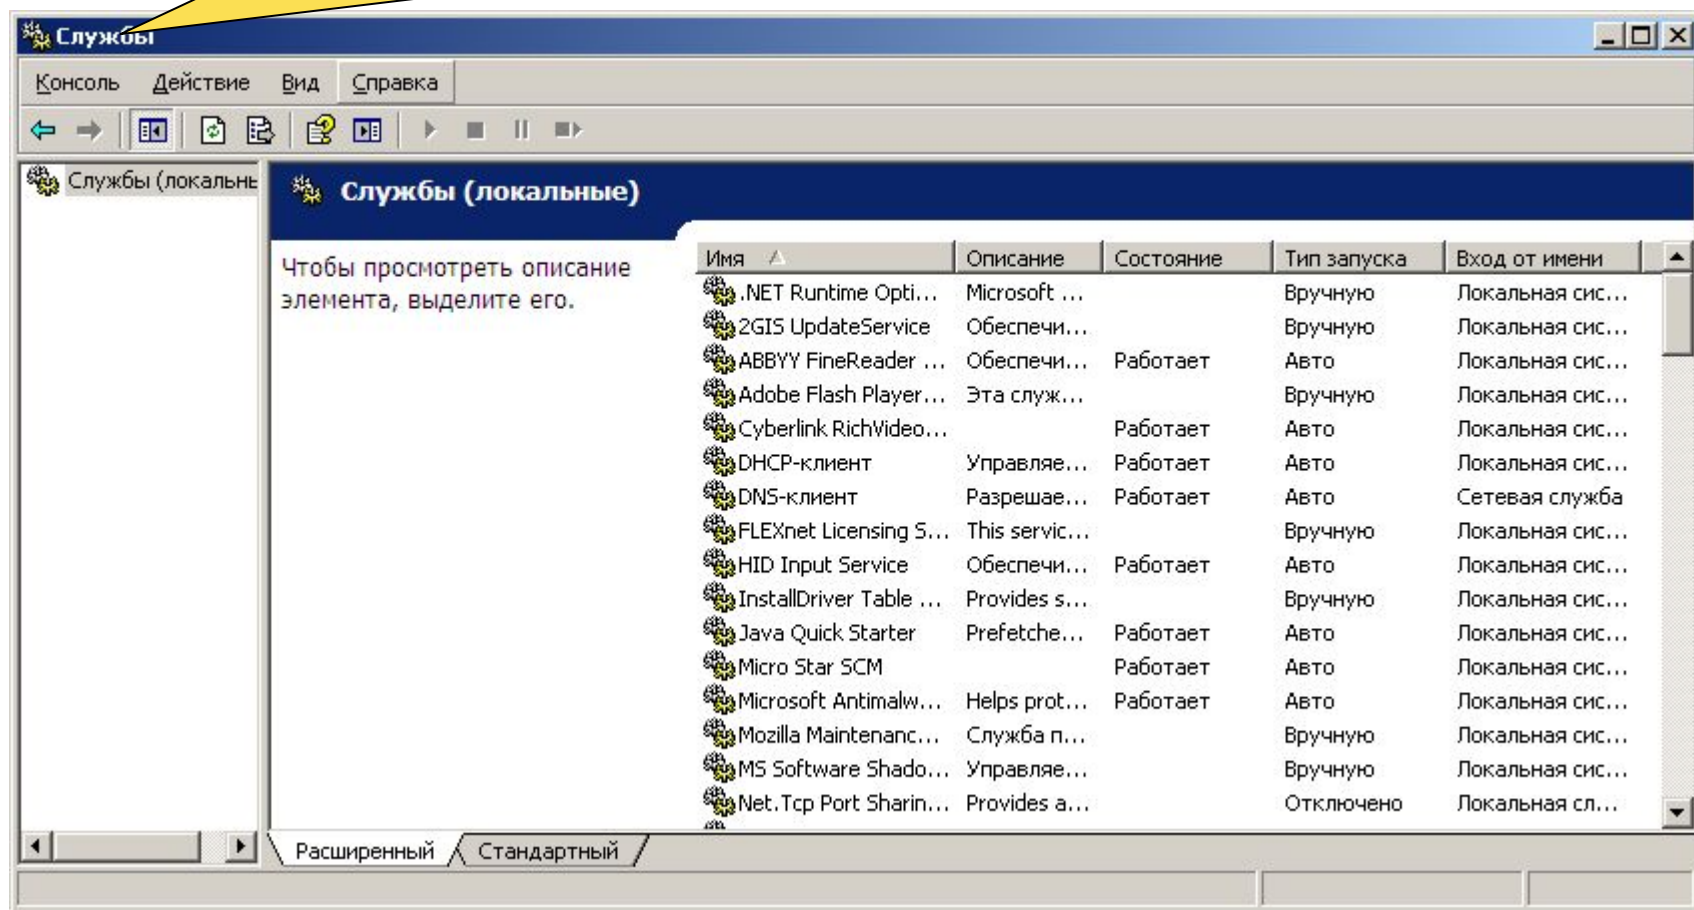 Службы
Консоль Действие Вид Справка
Службы (локальнь
Службы (локальные)
Чтобы просмотреть описание
элемента, выделите его.
Имя Описание Состояние Тип запуска Вход от имени
.NET Runtime Opti... Microsoft ... Вручную Локальная сис...
2GIS UpdateService Обеспечи... Вручную Локальная сис...
ABBYY FineReader ... Обеспечи... Работает Авто Локальная сис...
Adobe Flash Player... Эта служ... Вручную Локальная сис...
Cyberlink RichVideo... Работает Авто Локальная сис...
DHCP-клиент Управляе... Работает Авто Локальная сис...
DNS-клиент Разрешае... Работает Авто Сетевая служба
FLEXnet Licensing S... This servic... Вручную Локальная сис...
HID Input Service Обеспечи... Работает Авто Локальная сис...
InstallDriver Table ... Provides s... Вручную Локальная сис...
Java Quick Starter Prefetche... Работает Авто Локальная сис...
Micro Star SCM Работает Авто Локальная сис...
Microsoft Antimalw... Helps prot... Работает Авто Локальная сис...
Mozilla Maintenanc... Служба п... Вручную Локальная сис...
MS Software Shado... Управляе... Вручную Локальная сис...
Net.Tcp Port Sharin... Provides a... Отключено Локальная сл...
Расширенный Стандартный